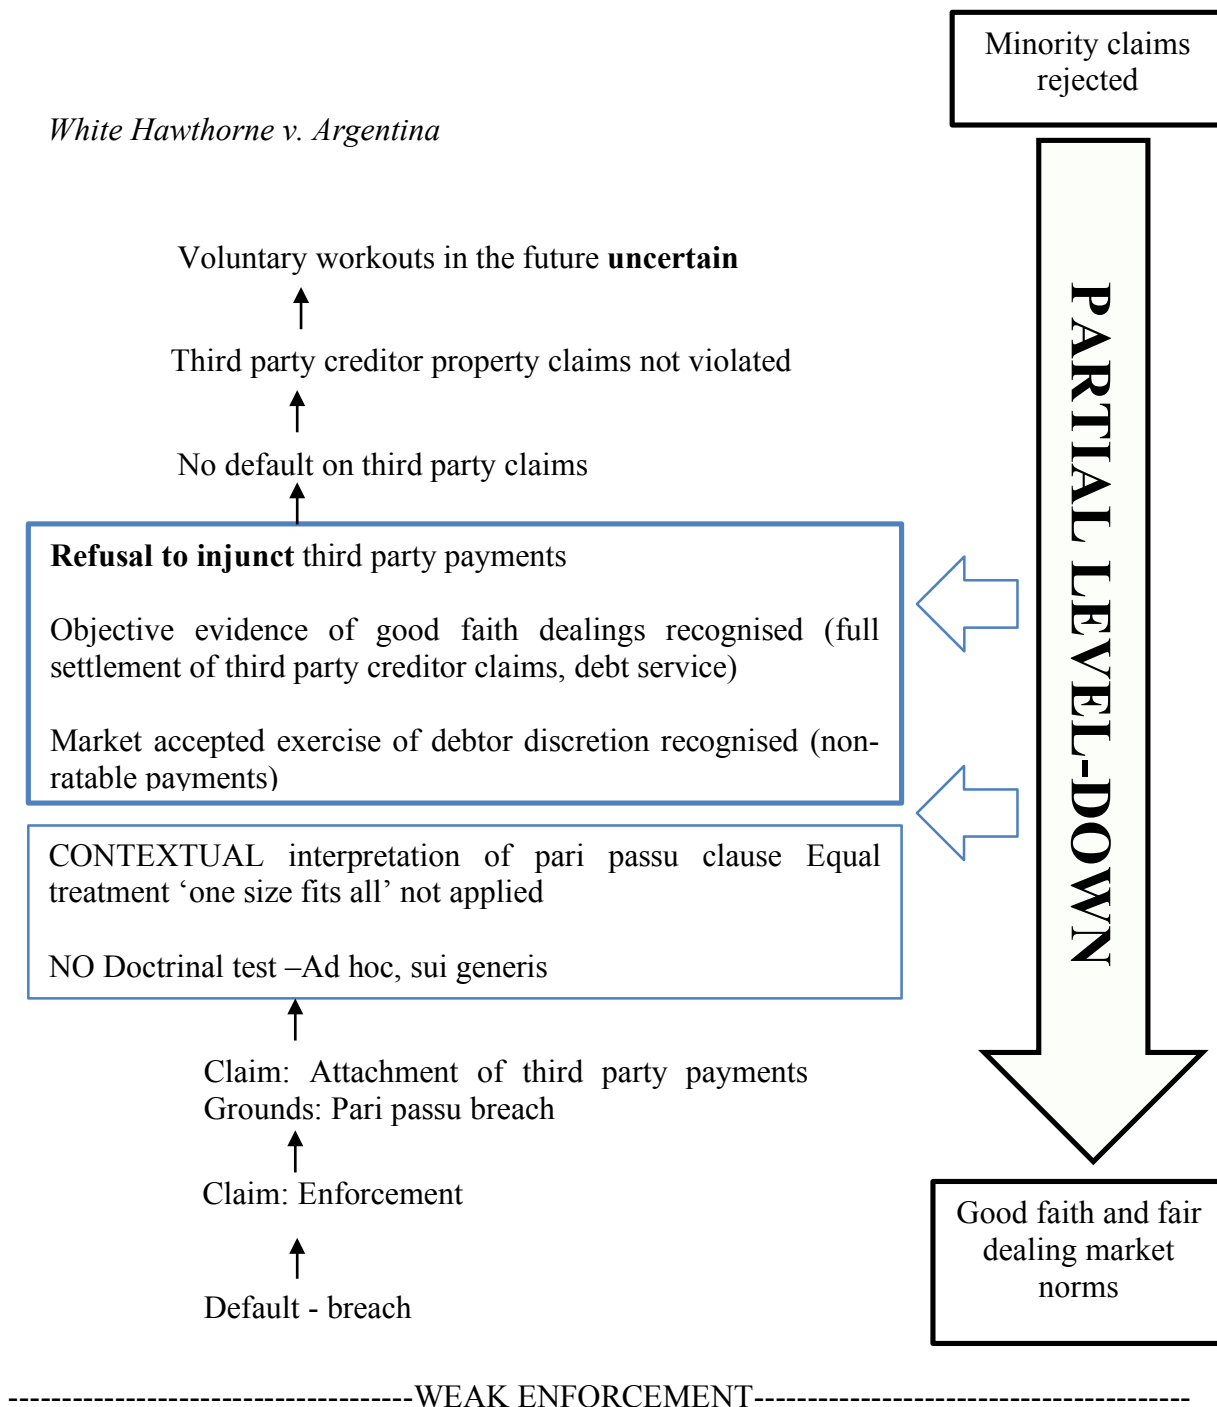 Minority claims
rejected
White Hawthorne v. Argentina
Voluntary workouts in the future uncertain
Third party creditor property claims not violated
No default on third party claims
Refusal to injunct third party payments
Objective evidence of good faith dealings recognised (full
settlement of third party creditor claims, debt service)
Market accepted exercise of debtor discretion recognised (non-
ratable payments)
CONTEXTUAL interpretation of pari passu clause Equal
treatment ‘one size fits all’ not applied
NO Doctrinal test –Ad hoc, sui generis
Claim: Attachment of third party payments
Grounds: Pari passu breach
Claim: Enforcement
Default - breach
PARTIAL LEVEL-DOWN
Good faith and fair
dealing market
norms
--------------------------------------WEAK ENFORCEMENT-----------------------------------------